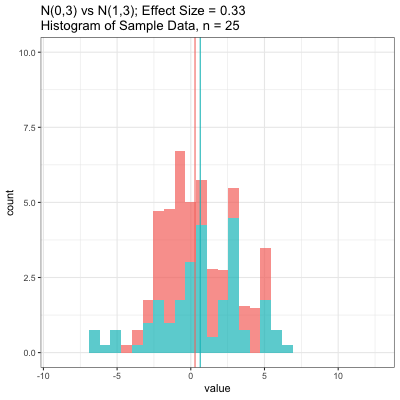 N(0,3) vs N(1,3); Effect Size = 0.33
Histogram of Sample Data, n = 25
10.0
7.5
count
5.0
2.5
0.0
-10
-5
0
5
10
value